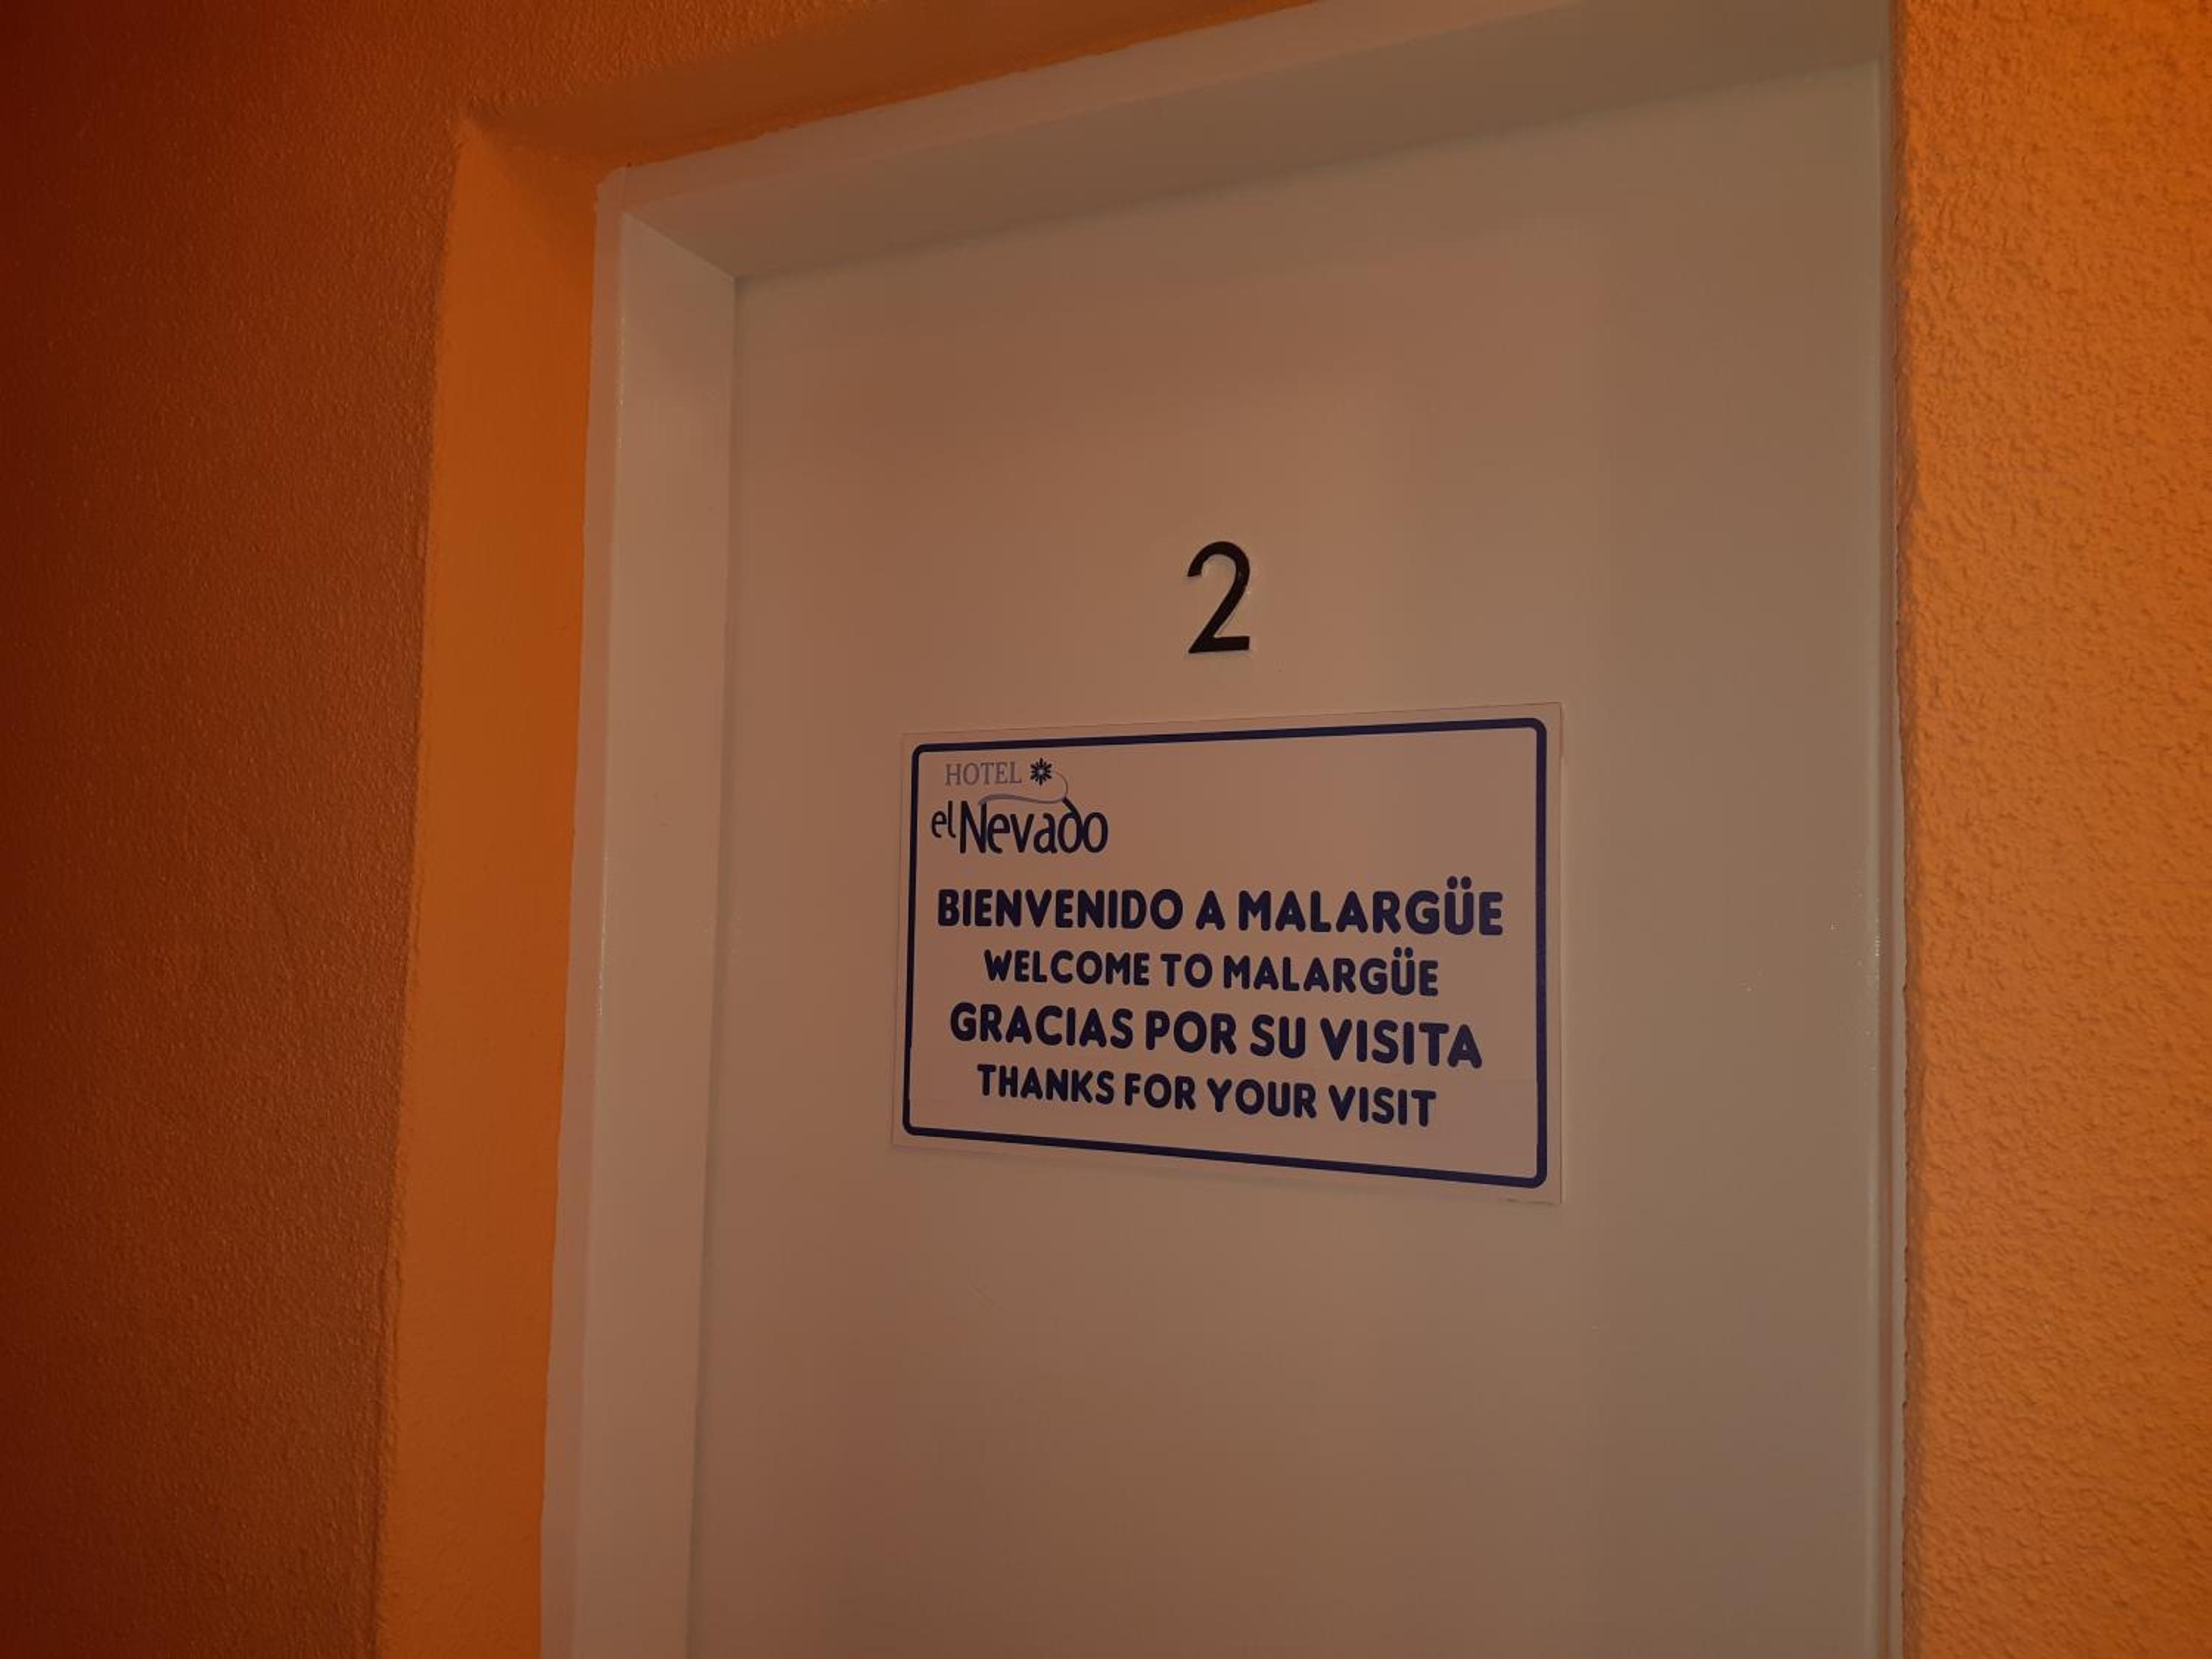 2
HOTEL
el Nevado
BIENVENIDO A MALARGÜE
WELCOME TO MALARGÜE
GRACIAS POR SU VISITA
THANKS FOR YOUR VISIT